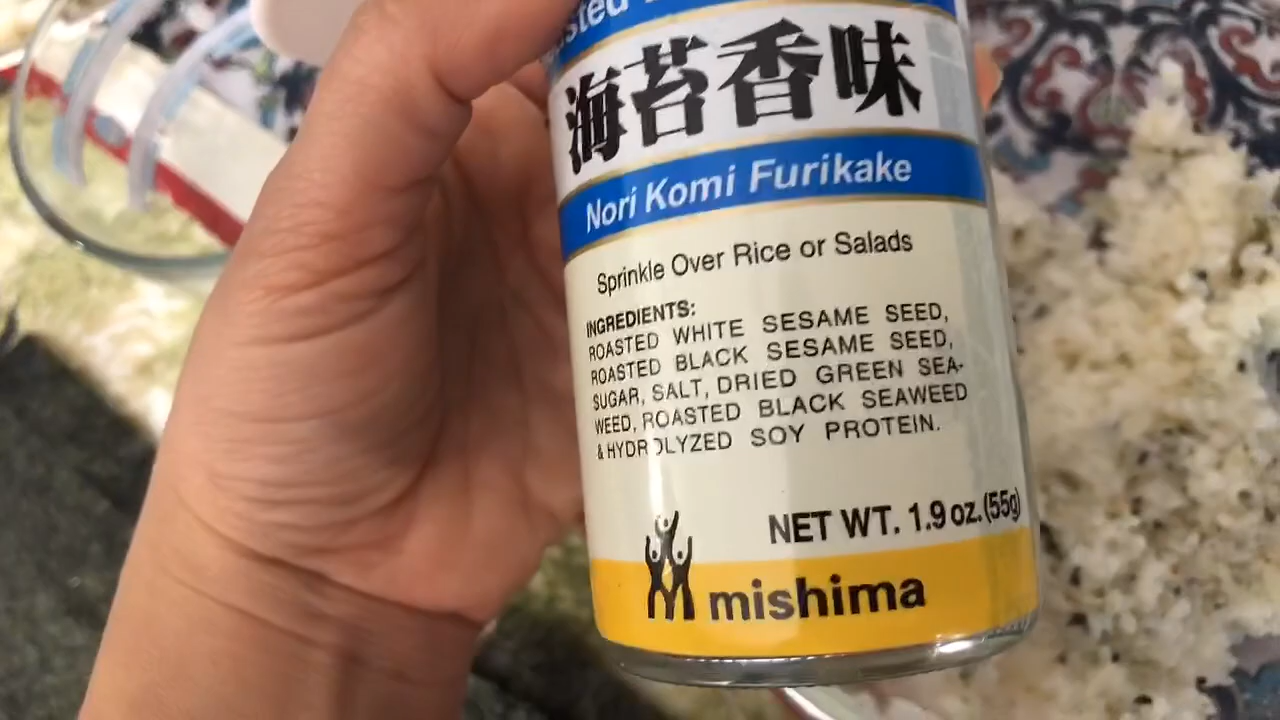 海苔香味
Nori Komi Furikake
Sprinkle Over Rice or Salads
INGREDIENTS:
ROASTED WHITE SESAME SEED,
ROASTED BLACK SESAME SEED,
SUGAR, SALT, DRIED GREEN SEA-
WEED, ROASTED BLACK SEAWEED
& HYDROLYZED SOY PROTEIN.
NET WT. 1.9 oz. (55g)
mishima